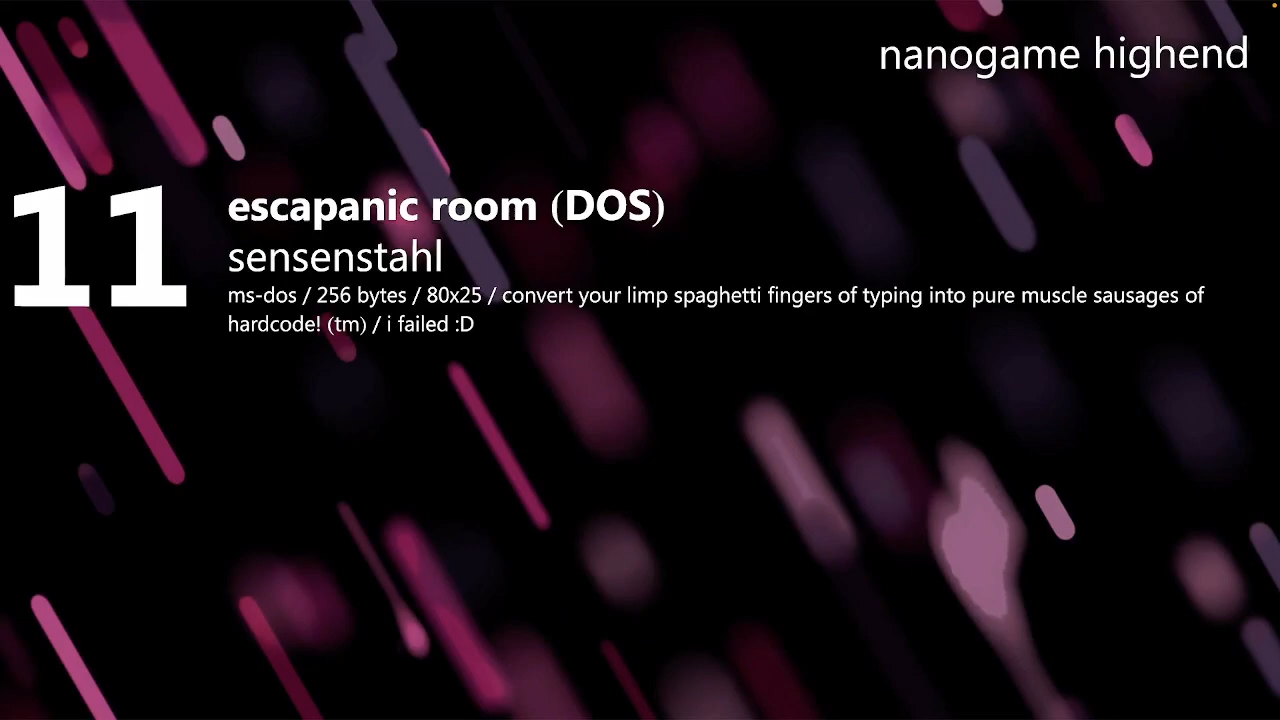 nanogame highend
11
escapanic room (DOS)
sensenstahl
ms-dos / 256 bytes / 80x25 / convert your limp spaghetti fingers of typing into pure muscle sausages of
hardcode! (tm) / i failed :D